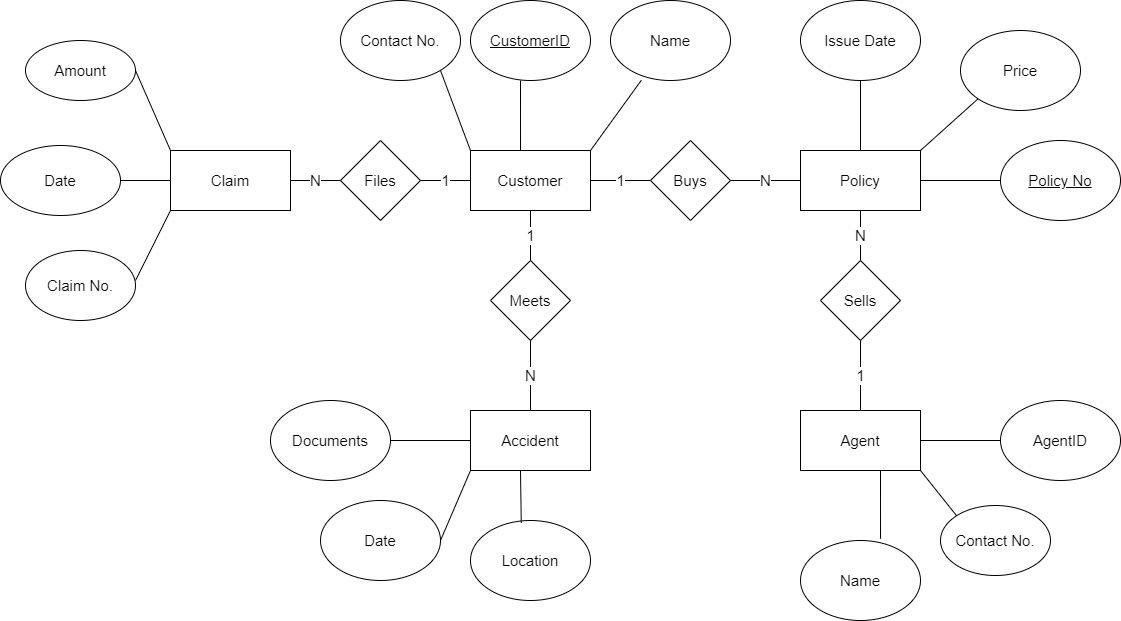 Contact No.
CustomerID
Name
Issue Date
Amount
Price
Date
Claim
N
Files
1
Customer
1
Buys
N
Policy
Policy No
1
N
Claim No.
Meets
Sells
N
1
Documents
Accident
Agent
AgentID
Date
Location
Contact No.
Name